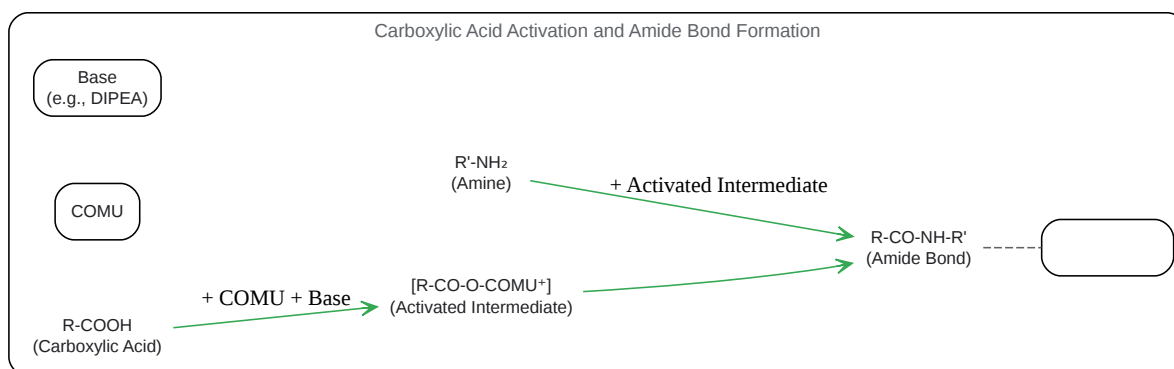 Carboxylic Acid Activation and Amide Bond Formation
Base
(e.g., DIPEA)
R'-NH₂
(Amine)
+ Activated Intermediate
COMU
R-CO-NH-R'
(Amide Bond)
[R-CO-O-COMU⁺]
(Activated Intermediate)
+ COMU + Base
R-COOH
(Carboxylic Acid)